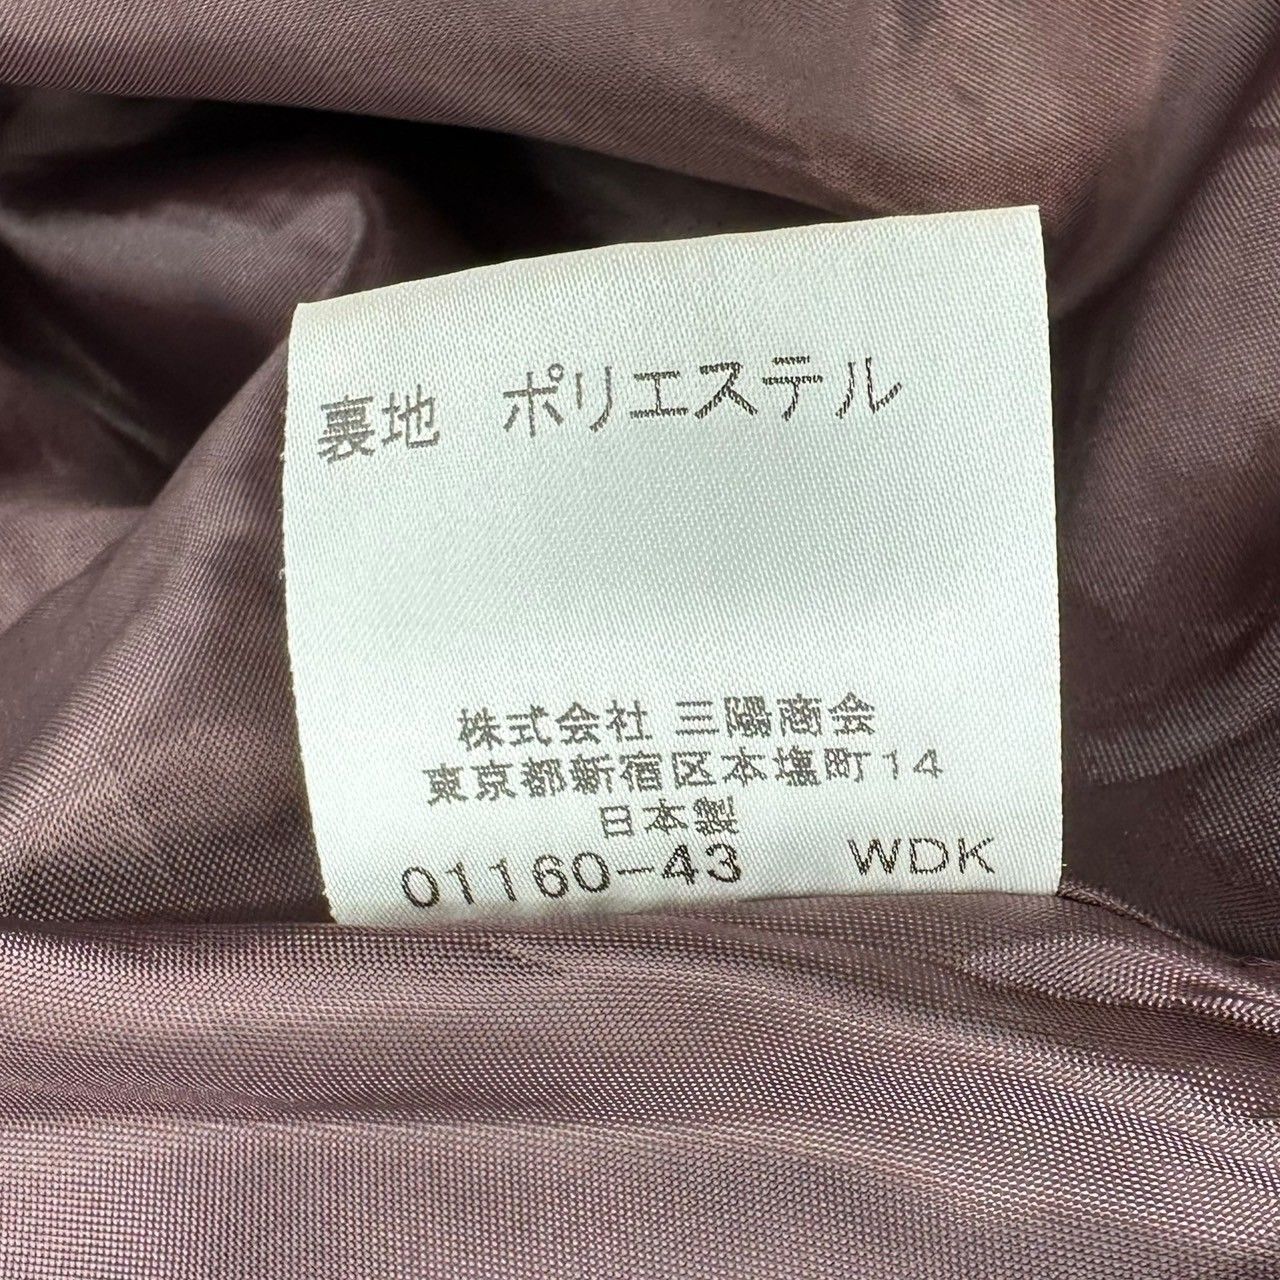 裏地 ポリエステル
株式会社 三陽商会
東京都新宿区本塩町14
日本製
01160-43 WDK